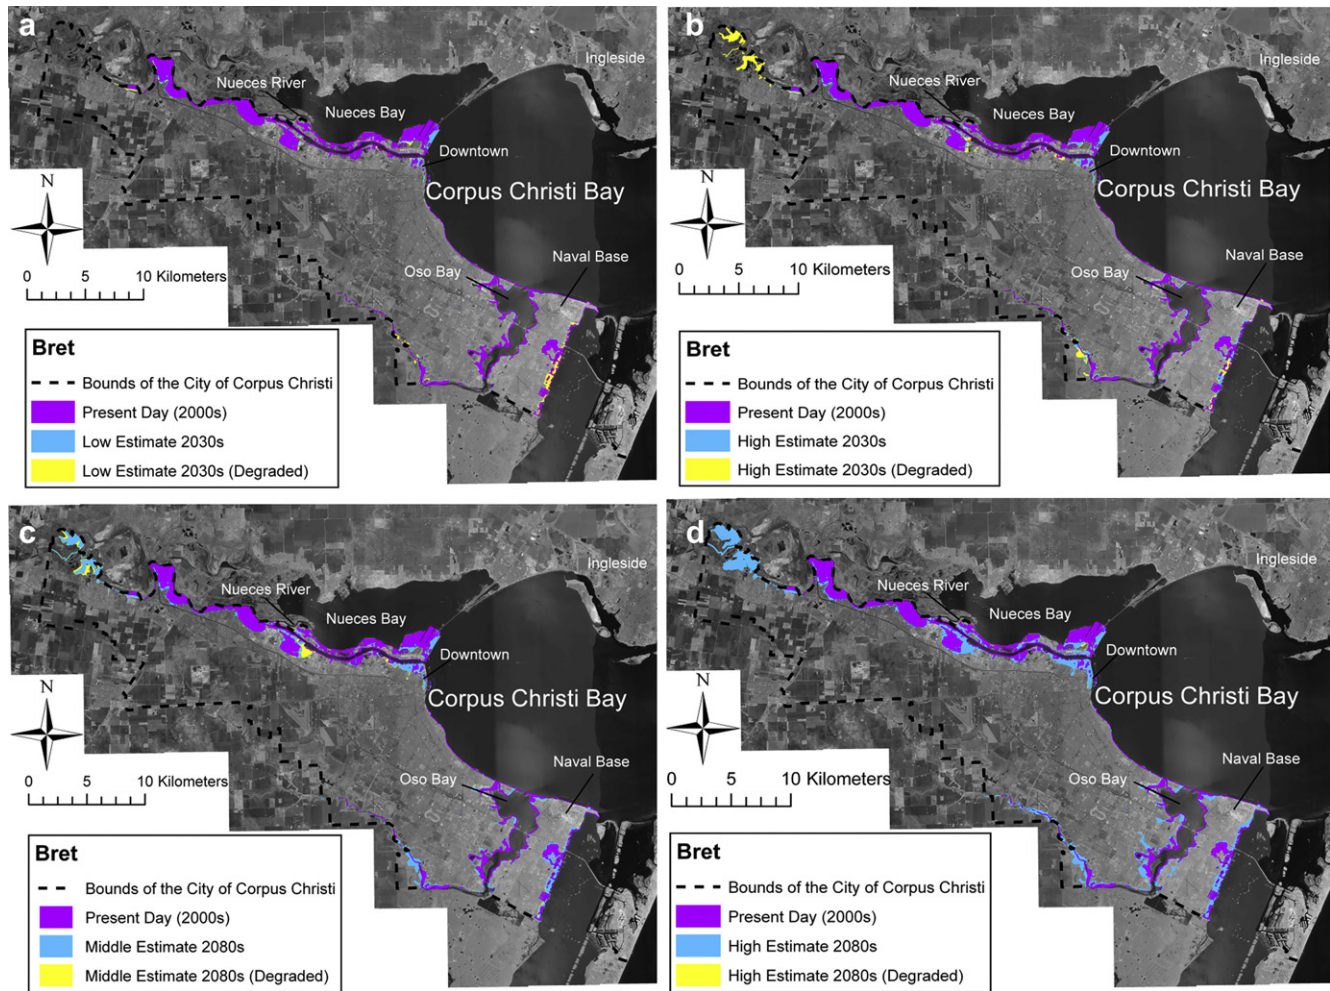 a
Ingleside
Nueces River
Nueces Bay
Downtown
Corpus Christi Bay
N
Naval Base
Oso Bay
0 5 10 Kilometers
Bret
Bounds of the City of Corpus Christi
Present Day (2000s)
Low Estimate 2030s
Low Estimate 2030s (Degraded)
b
Ingleside
Nueces River
Nueces Bay
Downtown
Corpus Christi Bay
N
Naval Base
Oso Bay
0 5 10 Kilometers
Bret
Bounds of the City of Corpus Christi
Present Day (2000s)
High Estimate 2030s
High Estimate 2030s (Degraded)
c
Ingleside
Nueces River
Nueces Bay
Downtown
Corpus Christi Bay
N
Naval Base
Oso Bay
0 5 10 Kilometers
Bret
Bounds of the City of Corpus Christi
Present Day (2000s)
Middle Estimate 2080s
Middle Estimate 2080s (Degraded)
d
Ingleside
Nueces River
Nueces Bay
Downtown
Corpus Christi Bay
N
Naval Base
Oso Bay
0 5 10 Kilometers
Bret
Bounds of the City of Corpus Christi
Present Day (2000s)
High Estimate 2080s
High Estimate 2080s (Degraded)